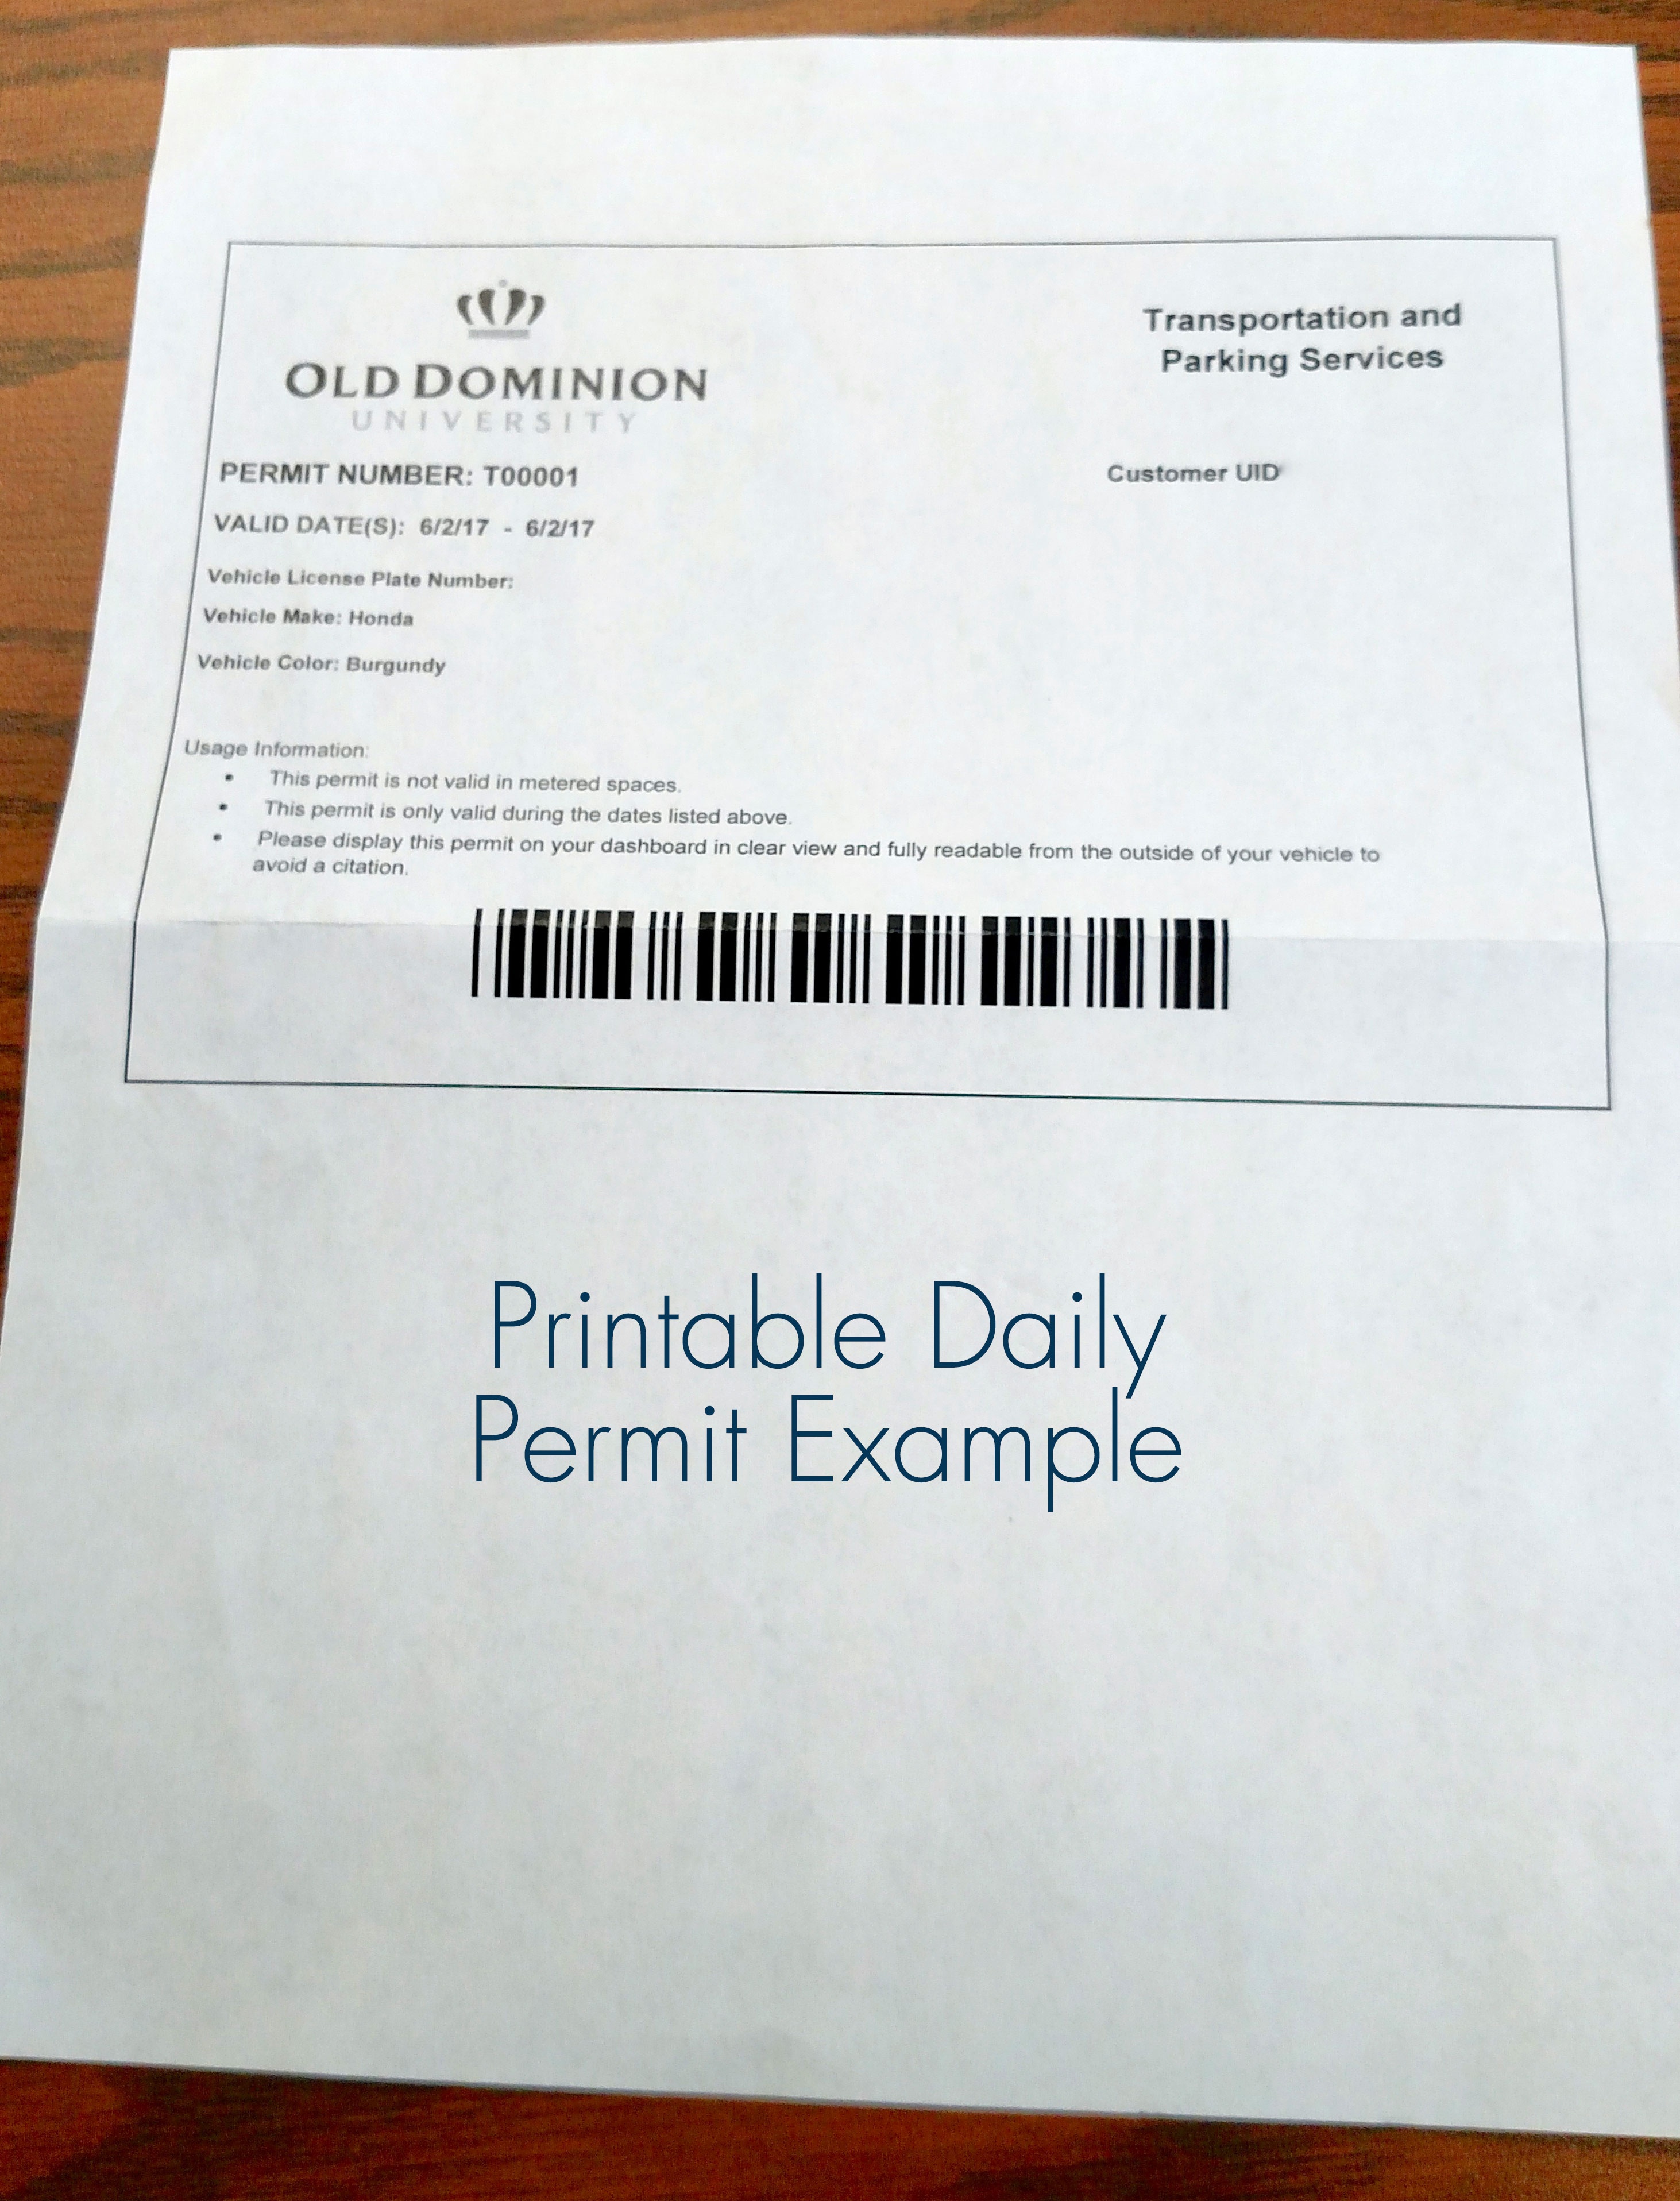 OLD DOMINION
UNIVERSITY
Transportation and
Parking Services
PERMIT NUMBER: T00001
Customer UID
VALID DATE(S): 6/2/17 - 6/2/17
Vehicle License Plate Number:
Vehicle Make: Honda
Vehicle Color: Burgundy
Usage Information:
• This permit is not valid in metered spaces.
• This permit is only valid during the dates listed above.
• Please display this permit on your dashboard in clear view and fully readable from the outside of your vehicle to
avoid a citation.
Printable Daily
Permit Example